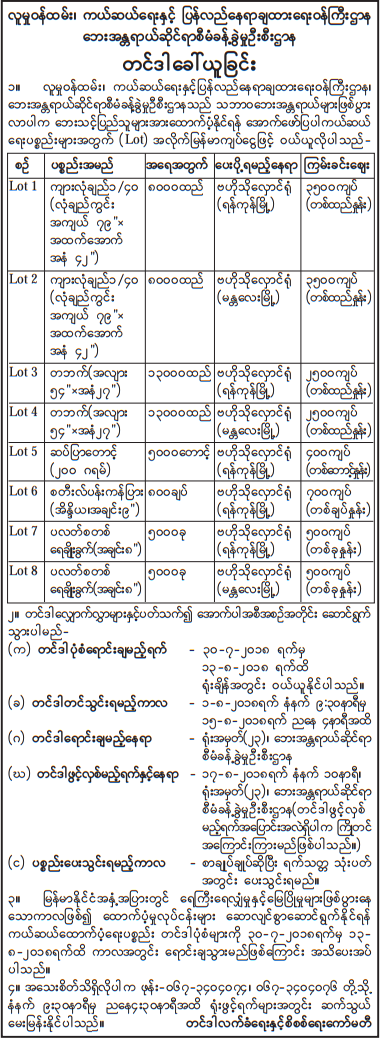 လူမှုဝန်ထမ်း၊ ကယ်ဆယ်ရေးနှင့် ပြန်လည်နေရာချထားရေးဝန်ကြီးဌာန
ဘေးအန္တရာယ်ဆိုင်ရာစီမံခန့်ခွဲမှုဦးစီးဌာန
တင်ဒါခေါ်ယူခြင်း
၁။ လူမှုဝန်ထမ်း၊ ကယ်ဆယ်ရေးနှင့်ပြန်လည်နေရာချထားရေးဝန်ကြီးဌာန၊
ဘေးအန္တရာယ်ဆိုင်ရာစီမံခန့်ခွဲမှုဦးစီးဌာနသည် သဘာဝဘေးအန္တရာယ်များဖြစ်ပွား
လာပါက ဘေးသင့်ပြည်သူများအားထောက်ပံ့နိုင်ရန် အောက်ဖော်ပြပါကယ်ဆယ်
ရေးပစ္စည်းများအတွက် (Lot) အလိုက်မြန်မာကျပ်ငွေဖြင့် ဝယ်ယူလိုပါသည်-
စဉ် ပစ္စည်းအမည် အရေအတွက် ပေးပို့ရမည့်နေရာ ကြမ်းခင်းဈေး
Lot 1 ကျားလုံချည်၁/၄၀ ၈၀၀၀ထည် ဗဟိုသိုလှောင်ရုံ ၃၅၀၀ကျပ်
(လုံချည်ကွင်း (ရန်ကုန်မြို့) (တစ်ထည်နှုန်း)
အကျယ် ၇၉"×
အထက်အောက်
အနံ ၄၂")
Lot 2 ကျားလုံချည်၁/၄၀ ၈၀၀၀ထည် ဗဟိုသိုလှောင်ရုံ ၃၅၀၀ကျပ်
(လုံချည်ကွင်း (မန္တလေးမြို့) (တစ်ထည်နှုန်း)
အကျယ် ၇၉"×
အထက်အောက်
အနံ ၄၂")
Lot 3 တဘက်(အလျား ၁၃၀၀၀ထည် ဗဟိုသိုလှောင်ရုံ ၂၅၀၀ကျပ်
၅၄"×အနံ၂၇") (ရန်ကုန်မြို့) (တစ်ထည်နှုန်း)
Lot 4 တဘက်(အလျား ၁၃၀၀၀ထည် ဗဟိုသိုလှောင်ရုံ ၂၅၀၀ကျပ်
၅၄"×အနံ၂၇") (မန္တလေးမြို့) (တစ်ထည်နှုန်း)
Lot 5 ဆပ်ပြာတောင့် ၅၀၀၀တောင့် ဗဟိုသိုလှောင်ရုံ ၄၀၀ကျပ်
(၂၀၀ ဂရမ်) (ရန်ကုန်မြို့) (တစ်တောင့်နှုန်း)
Lot 6 စတီးလ်ပန်းကန်ပြား ၈၀၀ချပ် ဗဟိုသိုလှောင်ရုံ ၇၀၀ကျပ်
(အိန္ဒိယ၊အချင်း၉") (ရန်ကုန်မြို့) (တစ်ချပ်နှုန်း)
Lot 7 ပလတ်စတစ် ၅၀၀၀ခု ဗဟိုသိုလှောင်ရုံ ၅၀၀ကျပ်
ရေချိုးခွက်(အချင်း၈") (ရန်ကုန်မြို့) (တစ်ခုနှုန်း)
Lot 8 ပလတ်စတစ် ၅၀၀၀ခု ဗဟိုသိုလှောင်ရုံ ၅၀၀ကျပ်
ရေချိုးခွက်(အချင်း၈") (မန္တလေးမြို့) (တစ်ခုနှုန်း)
၂။ တင်ဒါလျှောက်လွှာများနှင့်ပတ်သက်၍ အောက်ပါအစီအစဉ်အတိုင်း ဆောင်ရွက်
သွားပါမည်-
(က) တင်ဒါပုံစံရောင်းချမည့်ရက် - ၃၀-၇-၂၀၁၈ ရက်မှ
၁၃-၈-၂၀၁၈ ရက်ထိ
ရုံးချိန်အတွင်း ဝယ်ယူနိုင်ပါသည်။
(ခ) တင်ဒါတင်သွင်းရမည့်ကာလ - ၁-၈-၂၀၁၈ရက် နံနက် ၉:၃၀နာရီမှ
၁၅-၈-၂၀၁၈ရက် ညနေ ၄နာရီအထိ
(ဂ) တင်ဒါရောင်းချမည့်နေရာ - ရုံးအမှတ်(၂၃)၊ ဘေးအန္တရာယ်ဆိုင်ရာ
စီမံခန့်ခွဲမှုဦးစီးဌာန
(ဃ) တင်ဒါဖွင့်လှစ်မည့်ရက်နှင့်နေရာ - ၁၇-၈-၂၀၁၈ရက် နံနက် ၁၀နာရီ၊
ရုံးအမှတ်(၂၃)၊ ဘေးအန္တရာယ်ဆိုင်ရာ
စီမံခန့်ခွဲမှုဦးစီးဌာန(တင်ဒါဖွင့်လှစ်
မည့်ရက်အပြောင်းအလဲရှိပါက ကြိုတင်
အကြောင်းကြားမည်ဖြစ်ပါသည်။)
(င) ပစ္စည်းပေးသွင်းရမည့်ကာလ - စာချုပ်ချုပ်ဆိုပြီး ရက်သတ္တ သုံးပတ်
အတွင်း ပေးသွင်းရမည်။
၃။ မြန်မာနိုင်ငံအနှံ့အပြားတွင် ရေကြီးရေလျှံမှုနှင့်မြေပြိုမှုများဖြစ်ပွားနေ
သောကာလဖြစ်၍ ထောက်ပံ့မှုလုပ်ငန်းများ ဆောလျင်စွာဆောင်ရွက်နိုင်ရန်
ကယ်ဆယ်ထောက်ပံ့ရေးပစ္စည်း တင်ဒါပုံစံများကို ၃၀-၇-၂၀၁၈ရက်မှ ၁၃-
၈-၂၀၁၈ရက်ထိ ကာလအတွင်း ရောင်းချသွားမည်ဖြစ်ကြောင်း အသိပေးအပ်
ပါသည်။
၄။ အသေးစိတ်သိရှိလိုပါက ဖုန်း-၀၆၇-၃၄၀၄၀၇၄၊ ၀၆၇-၃၄၀၄၀၇၆ တို့သို့
နံနက် ၉:၃၀နာရီမှ ညနေ၄:၃၀နာရီအထိ ရုံးဖွင့်ရက်များအတွင်း ဆက်သွယ်
မေးမြန်းနိုင်ပါသည်။ တင်ဒါလက်ခံရေးနှင့်စိစစ်ရေးကော်မတီ